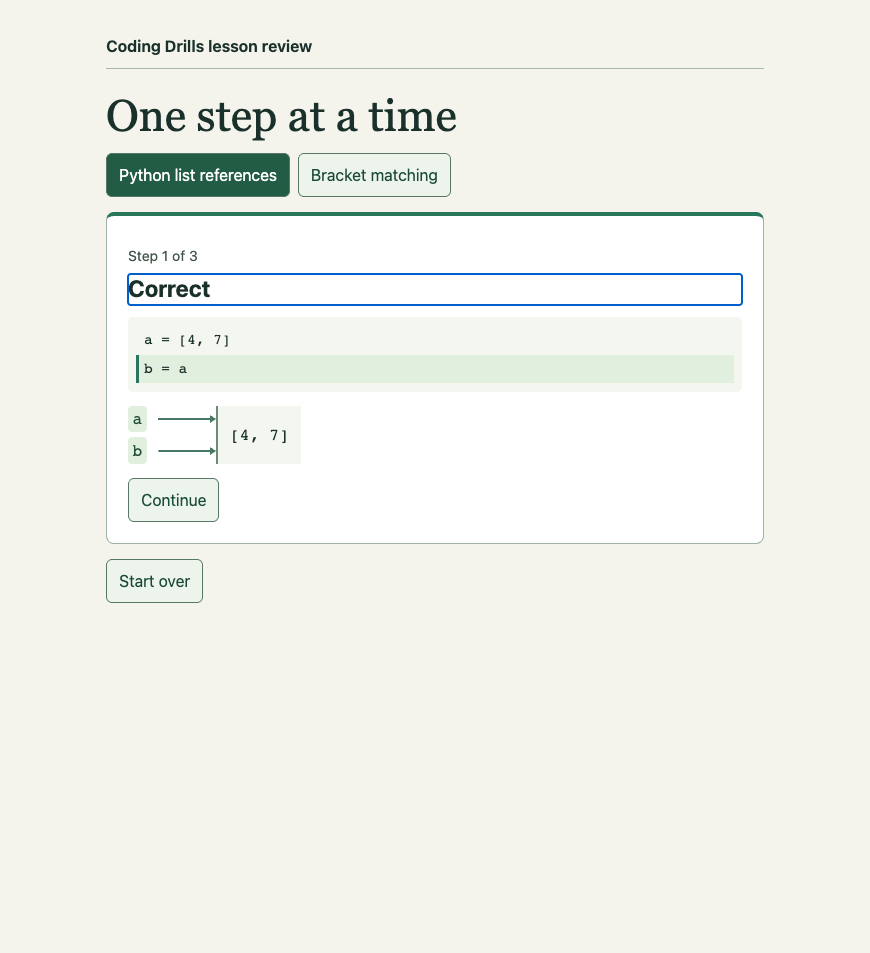 Coding Drills lesson review
One step at a time
Python list references
Bracket matching
Step 1 of 3
Correct
a = [4, 7]
b = a
a
b
[4, 7]
Continue
Start over